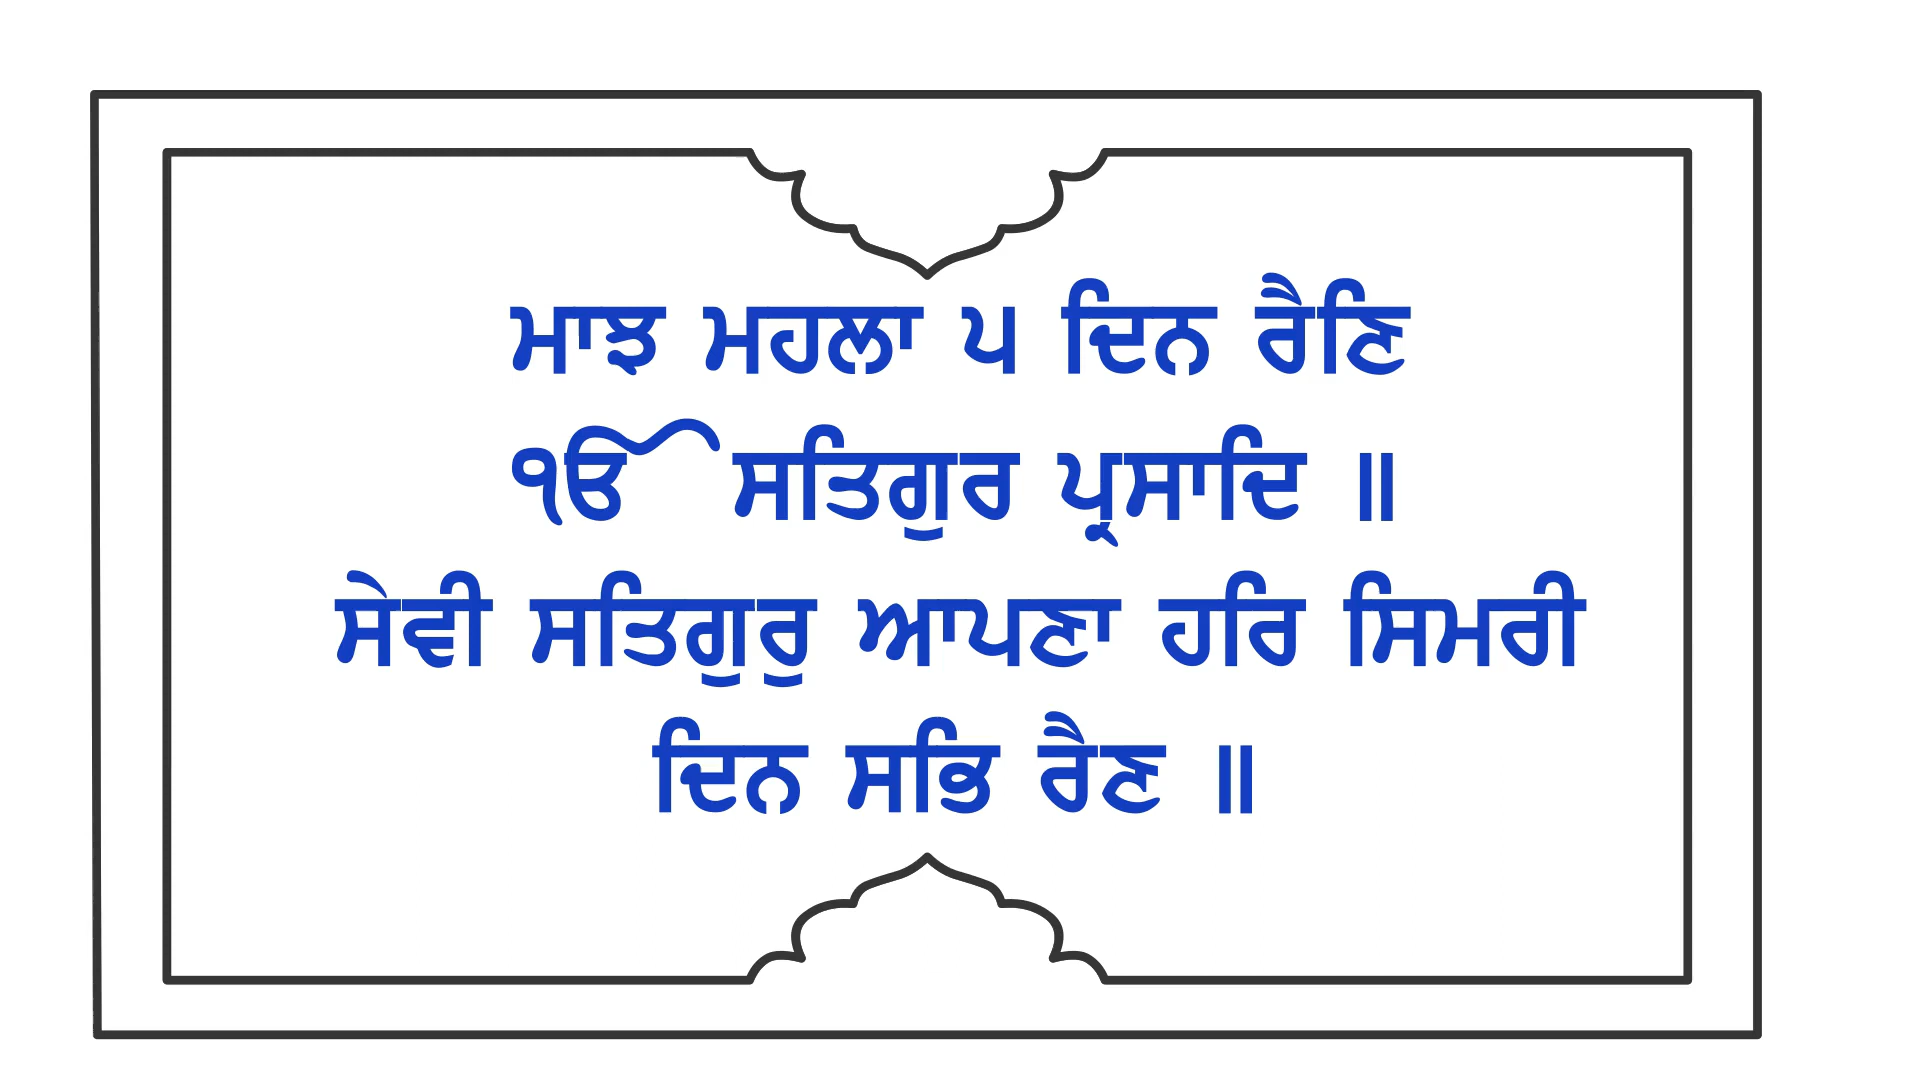 ਮਾਝ ਮਹਲਾ ੫ ਦਿਨ ਰੈਣਿ
ੴ ਸਤਿਗੁਰ ਪ੍ਰਸਾਦਿ ॥
ਸੇਵੀ ਸਤਿਗੁਰੁ ਆਪਣਾ ਹਰਿ ਸਿਮਰੀ
ਦਿਨ ਸਭਿ ਰੈਣ ॥